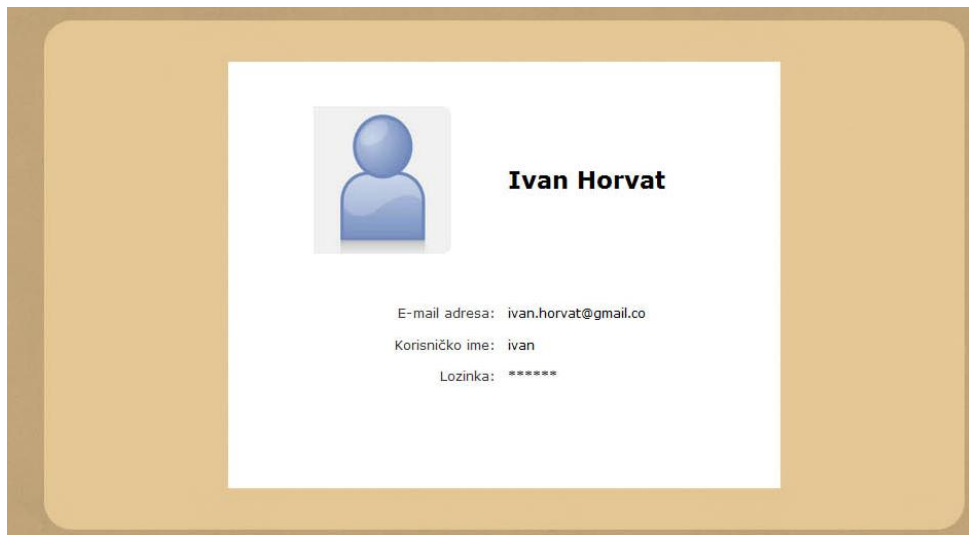 Ivan Horvat
E-mail adresa: ivan.horvat@gmail.co
Korisničko ime: ivan
Lozinka: ******